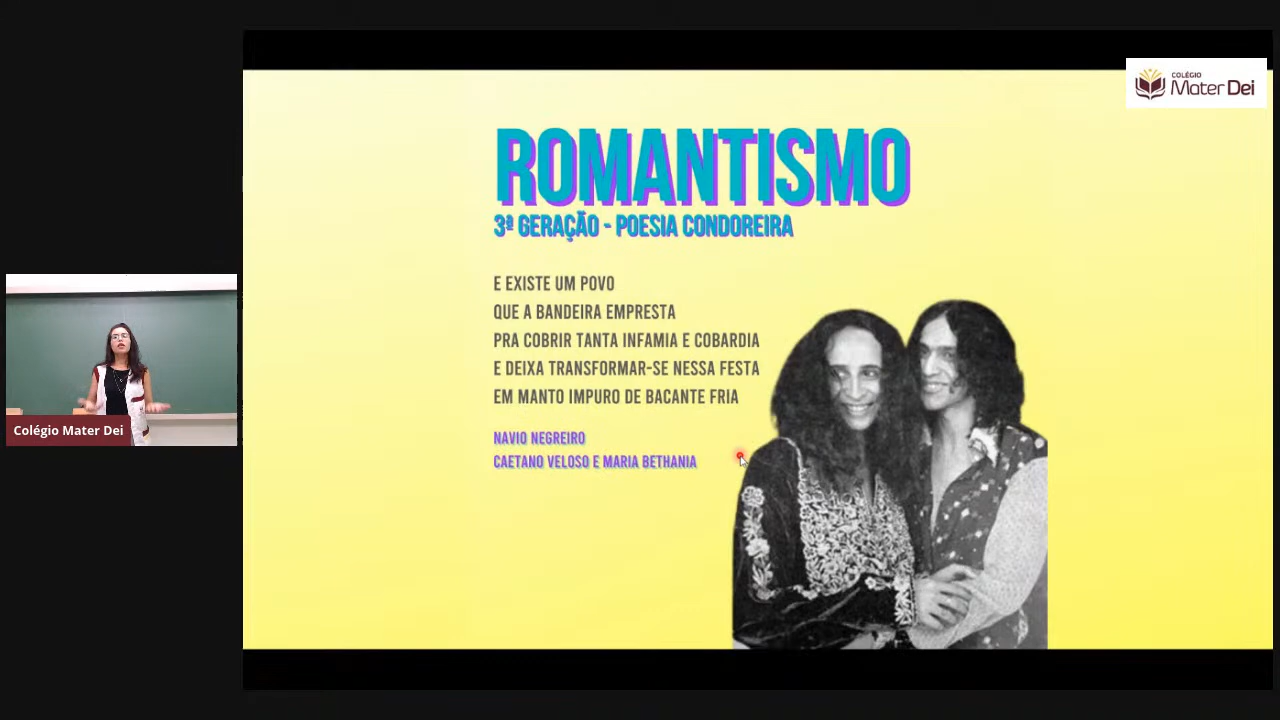 COLÉGIO
Mater Dei
ROMANTISMO
3ª GERAÇÃO - POESIA CONDOREIRA
E EXISTE UM POVO
QUE A BANDEIRA EMPRESTA
PRA COBRIR TANTA INFAMIA E COBARDIA
E DEIXA TRANSFORMAR-SE NESSA FESTA
EM MANTO IMPURO DE BACANTE FRIA
NAVIO NEGREIRO
CAETANO VELOSO E MARIA BETHANIA
Colégio Mater Dei